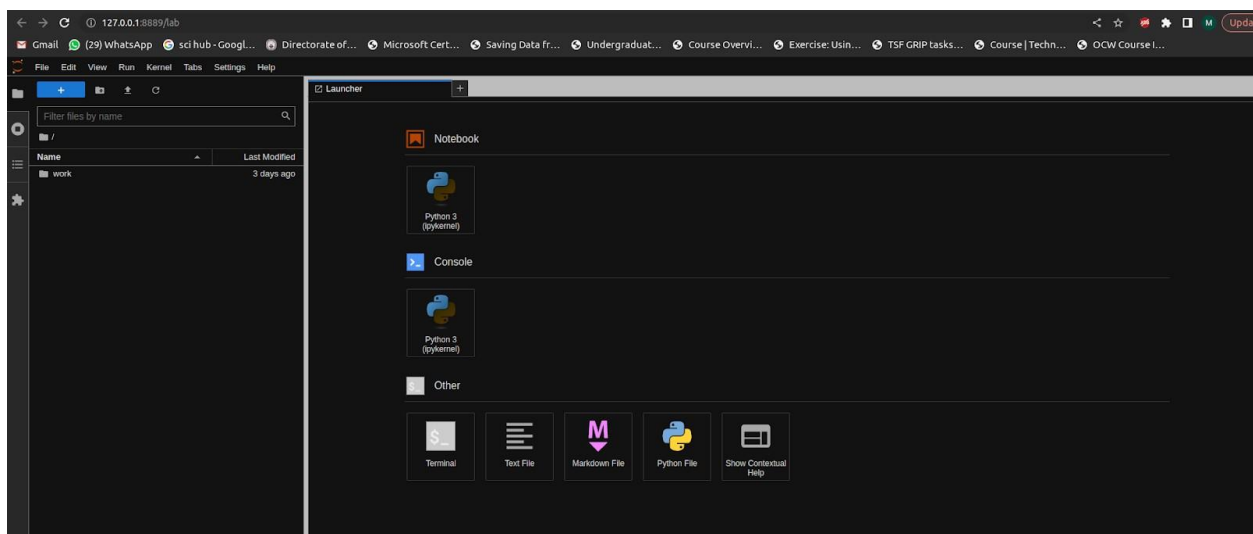 127.0.0.1:8889/lab
Upda
Gmail (29) WhatsApp sci hub - Googl... Directorate of... Microsoft Cert... Saving Data fr... Undergraduat... Course Overvi... Exercise: Usin... TSF GRIP tasks... Course | Techn... OCW Course I...
File Edit View Run Kernel Tabs Settings Help
Launcher
Filter files by name
/
Name Last Modified
work 3 days ago
Notebook
Python 3
(ipykernel)
Console
Python 3
(ipykernel)
$_ Other
$_ M
Terminal Text File Markdown File Python File Show Contextual
Help